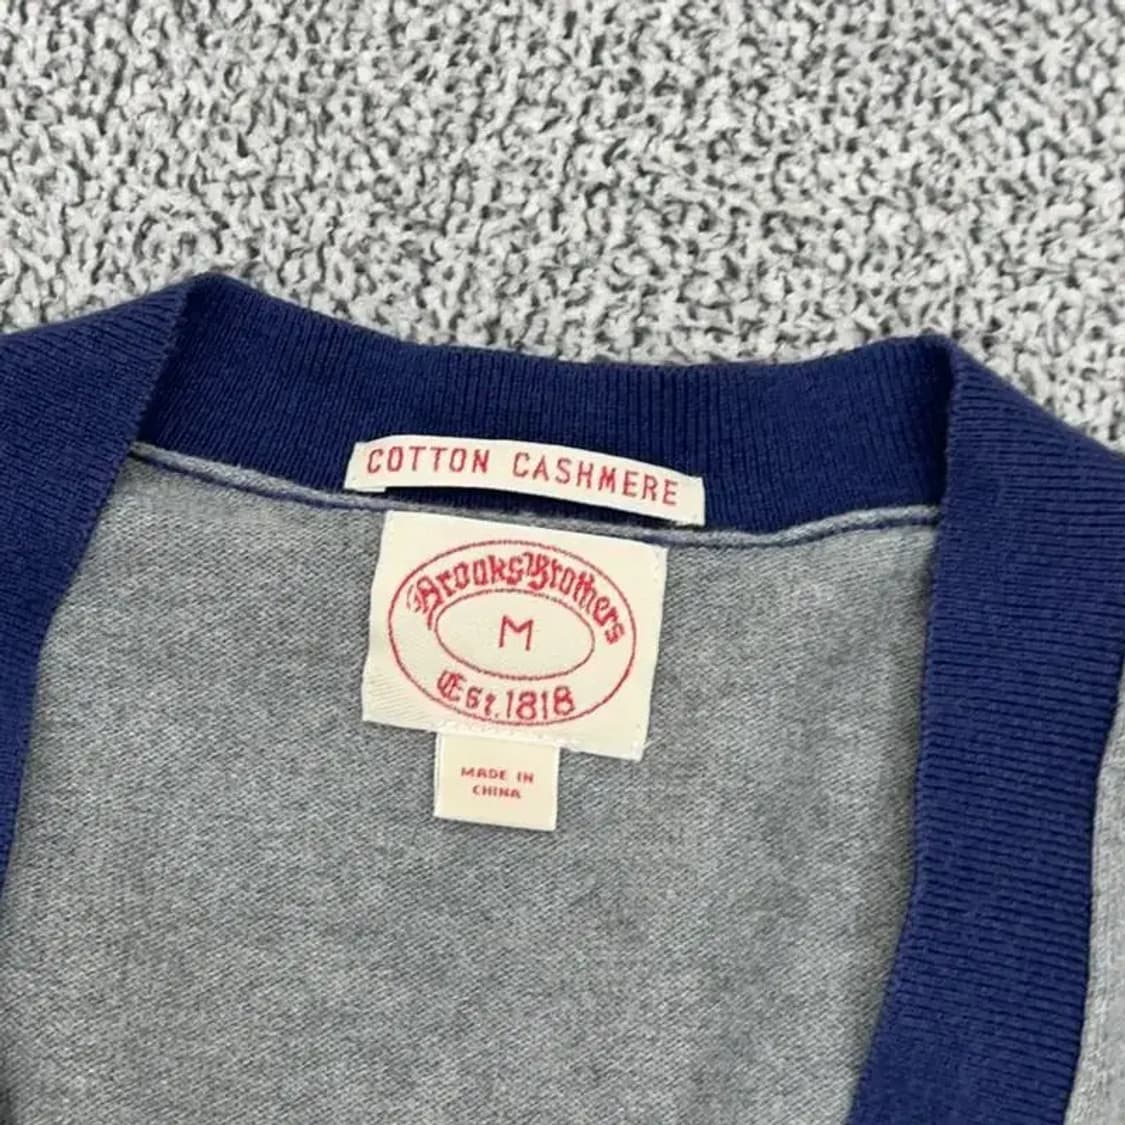 COTTON CASHMERE
Brooks Brothers
M
Est. 1818
MADE IN
CHINA